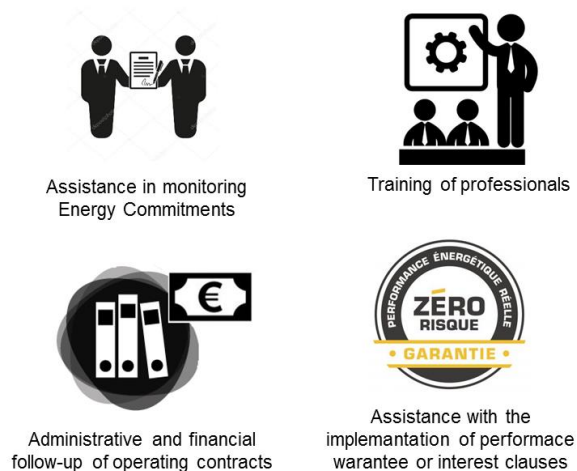 Assistance in monitoring
Energy Commitments
Training of professionals
€
PERFORMANCE ÉNERGÉTIQUE RÉELLE
ZÉRO
RISQUE
• GARANTIE •
Administrative and financial
follow-up of operating contracts
Assistance with the
implemantation of performace
warantee or interest clauses